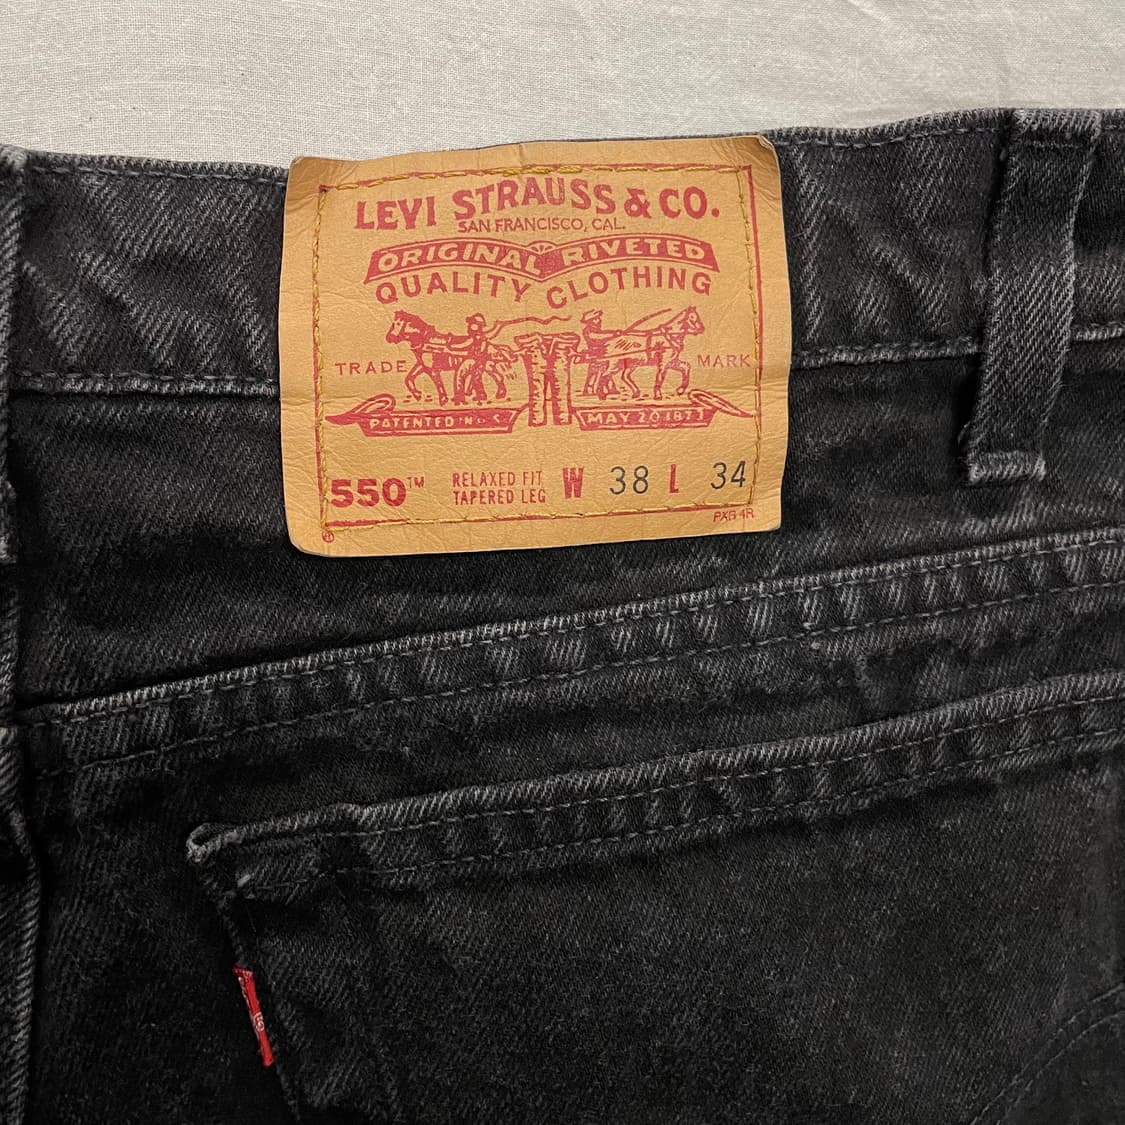 LEVI STRAUSS & CO.
SAN FRANCISCO, CAL.
ORIGINAL RIVETED
QUALITY CLOTHING
TRADE MARK
PATENTED IN U.S. MAY 20 1873
550™ RELAXED FIT W 38 L 34
TAPERED LEG
®